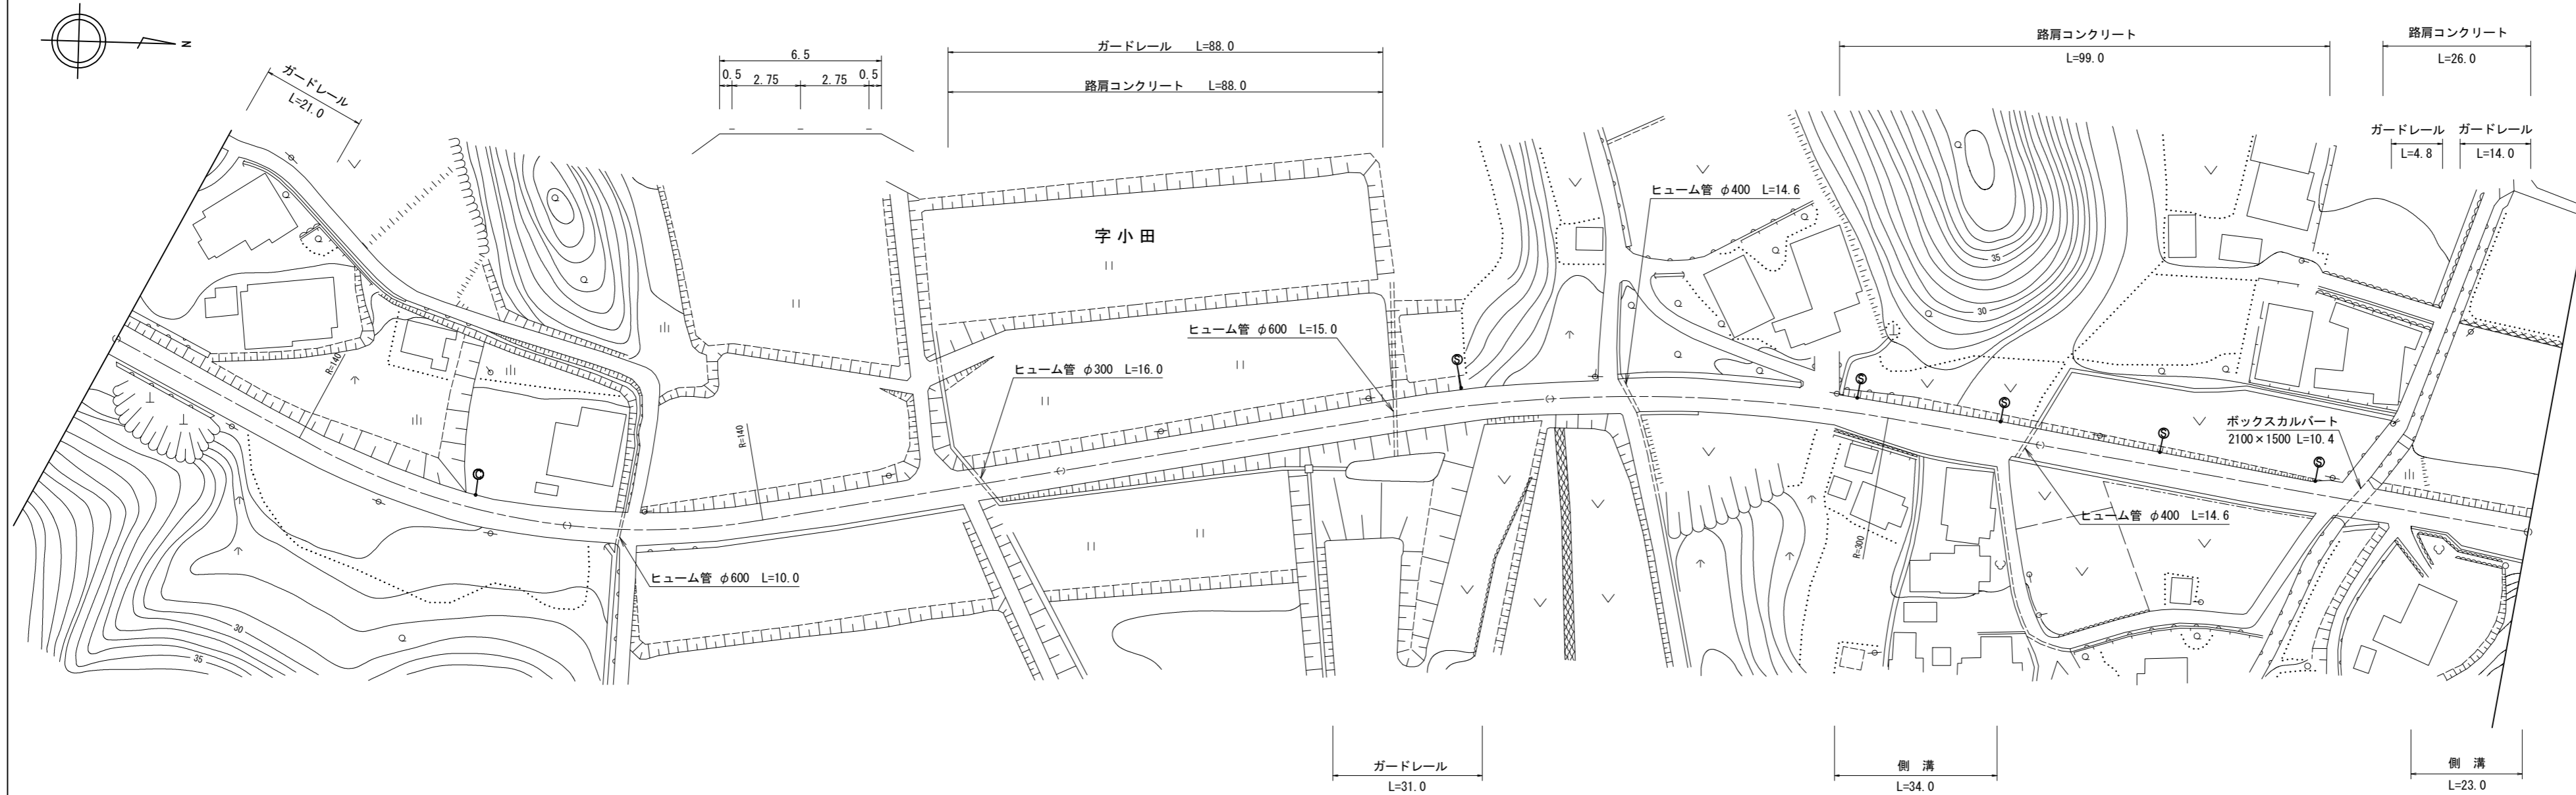 N
ガードレール
L=21.0
6.5
0.5 2.75 2.75 0.5
ガードレール L=88.0
路肩コンクリート L=88.0
路肩コンクリート
L=99.0
路肩コンクリート
L=26.0
ガードレール
L=4.8
ガードレール
L=14.0
ヒューム管 φ400 L=14.6
字小田
35
30
ヒューム管 φ600 L=15.0
ヒューム管 φ300 L=16.0
R=140
R=140
S
S
S
S
S
C
ボックスカルバート
2100×1500 L=10.4
ヒューム管 φ400 L=14.6
R=300
ヒューム管 φ600 L=10.0
30
35
ガードレール
L=31.0
側 溝
L=34.0
側 溝
L=23.0